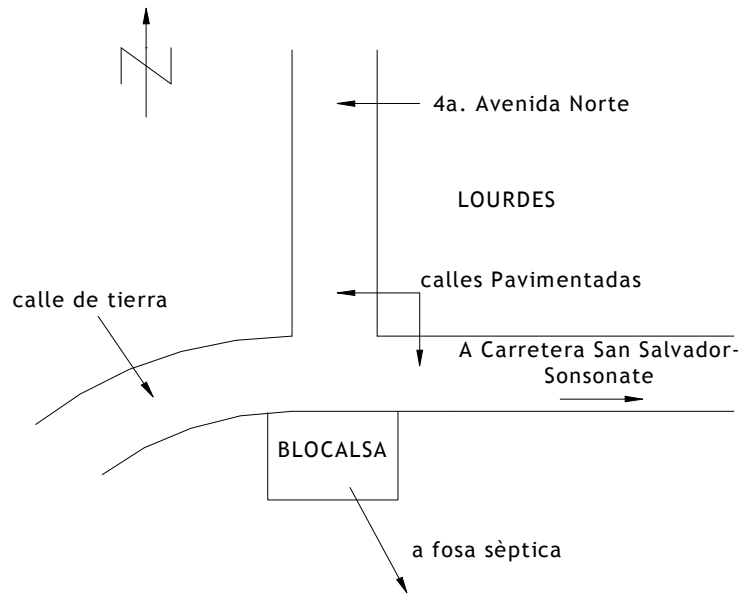 4a. Avenida Norte
LOURDES
calles Pavimentadas
calle de tierra
A Carretera San Salvador-
Sonsonate
BLOCALSA
a fosa sèptica